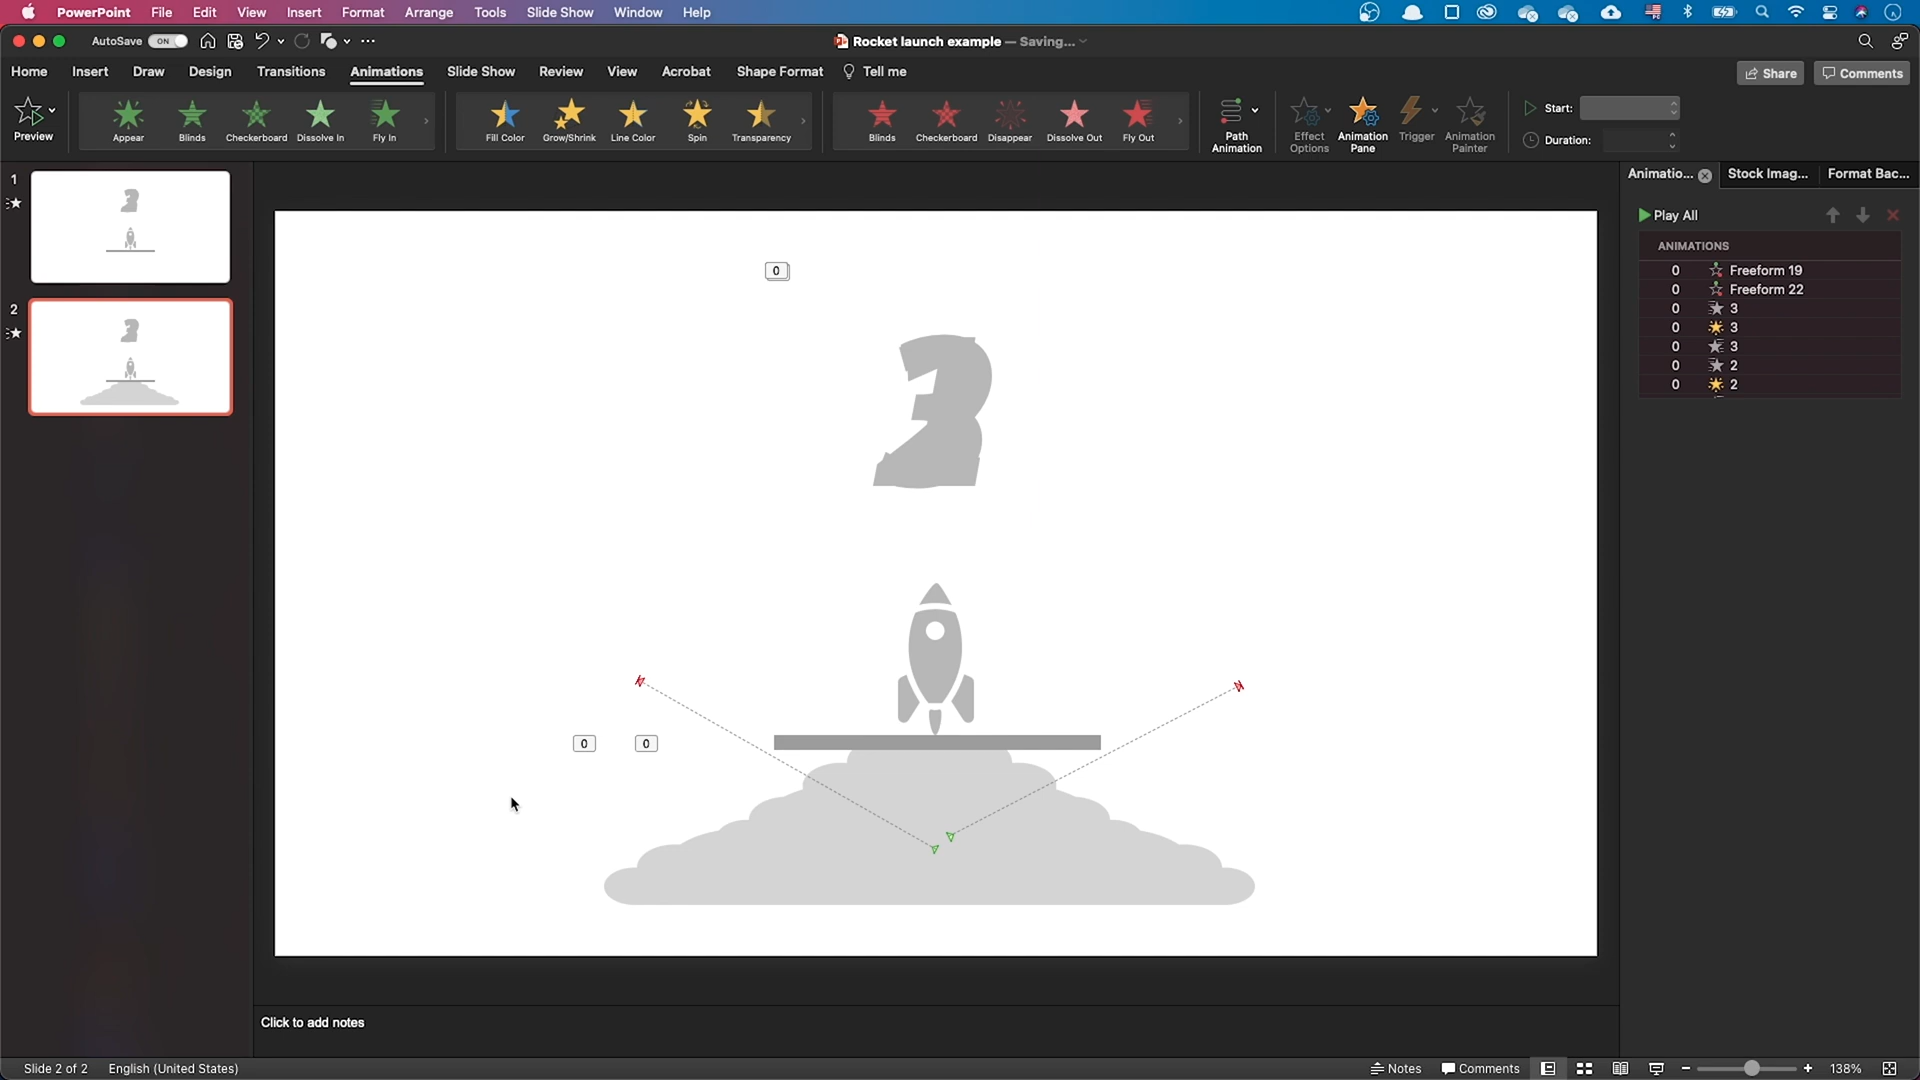 PowerPoint File Edit View Insert Format Arrange Tools Slide Show Window Help
AutoSave ON
Rocket launch example — Saving...
Home Insert Draw Design Transitions Animations Slide Show Review View Acrobat Shape Format Tell me
Share Comments
Preview
Appear Blinds Checkerboard Dissolve In Fly In
Fill Color Grow/Shrink Line Color Spin Transparency
Blinds Checkerboard Disappear Dissolve Out Fly Out
Path
Animation
Effect
Options
Animation
Pane
Trigger
Animation
Painter
Start:
Duration:
1
2
Animatio... Stock Imag... Format Bac...
Play All
ANIMATIONS
0 Freeform 19
0 Freeform 22
0 3
0 3
0 3
0 2
0 2
0
0 0
Click to add notes
Slide 2 of 2 English (United States)
Notes Comments 138%